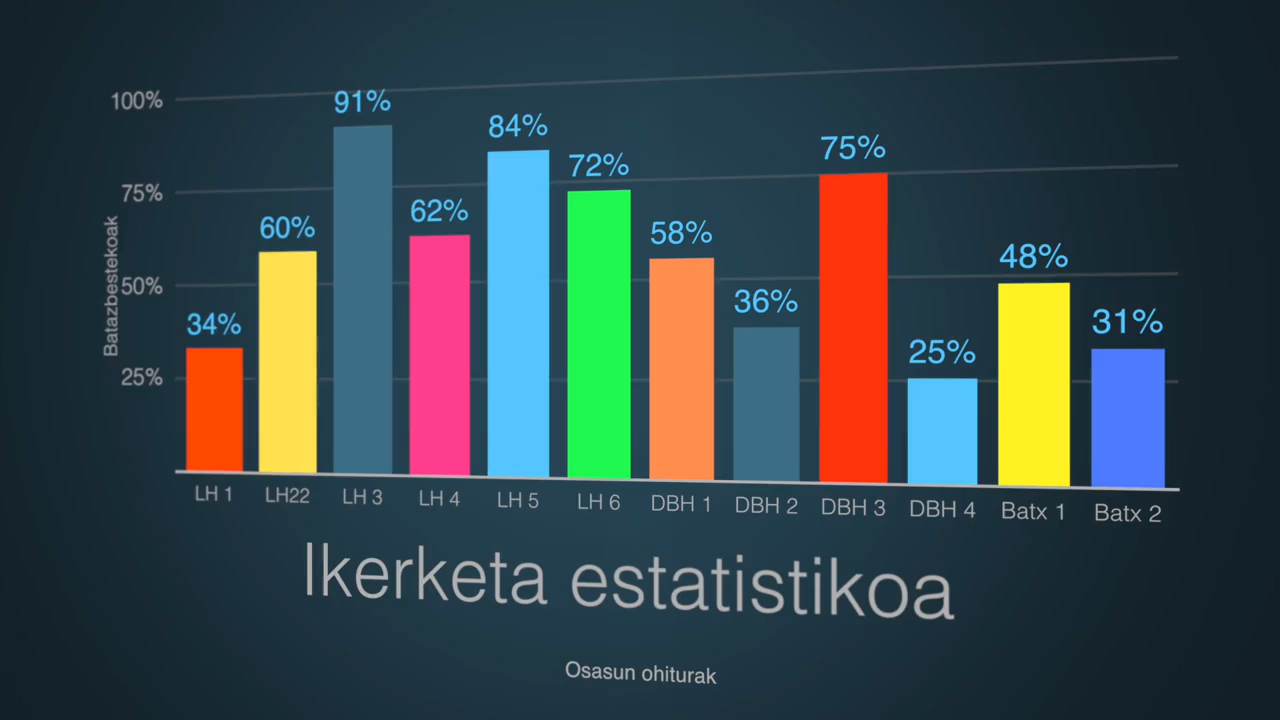 100%
75%
50%
25%
Batazbestekoak
34%
60%
91%
62%
84%
72%
58%
36%
75%
25%
48%
31%
LH 1
LH22
LH 3
LH 4
LH 5
LH 6
DBH 1
DBH 2
DBH 3
DBH 4
Batx 1
Batx 2
Ikerketa estatistikoa
Osasun ohiturak